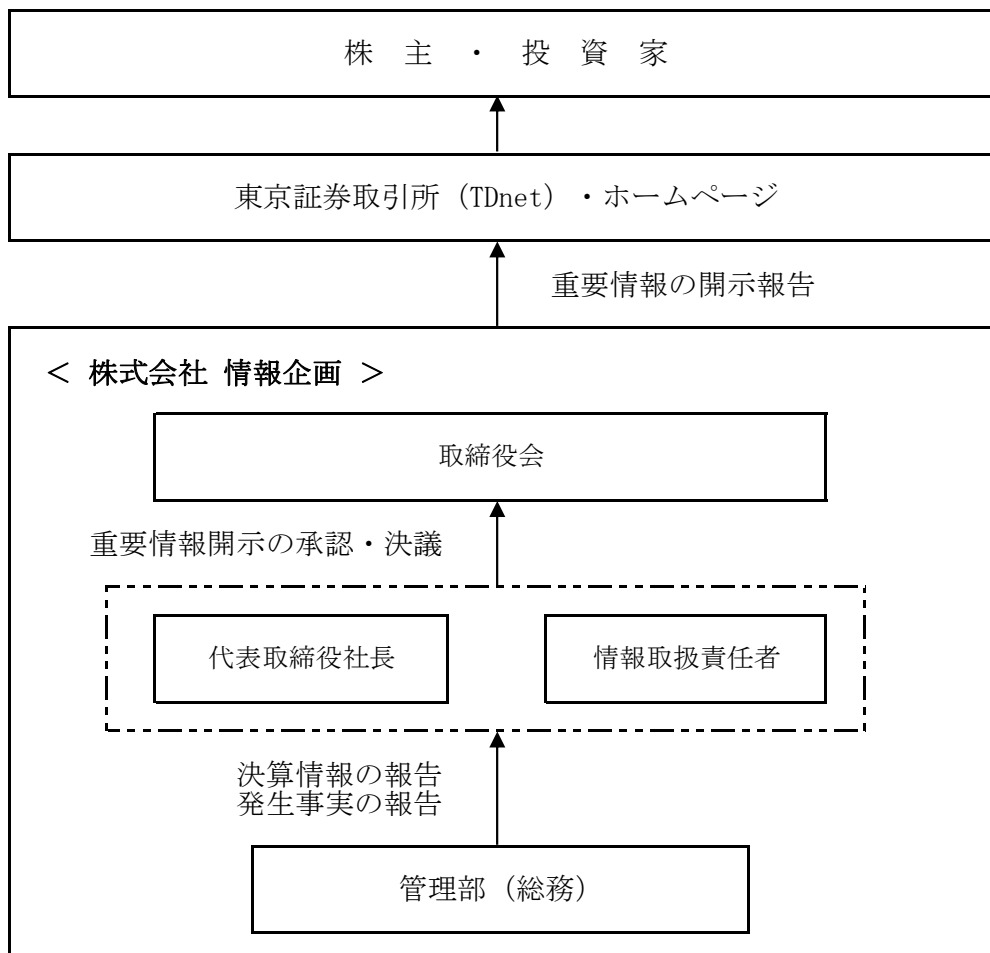 株 主 ・ 投 資 家
東京証券取引所（TDnet）・ホームページ
重要情報の開示報告
＜ 株式会社 情報企画 ＞
取締役会
重要情報開示の承認・決議
代表取締役社長
情報取扱責任者
決算情報の報告
発生事実の報告
管理部（総務）